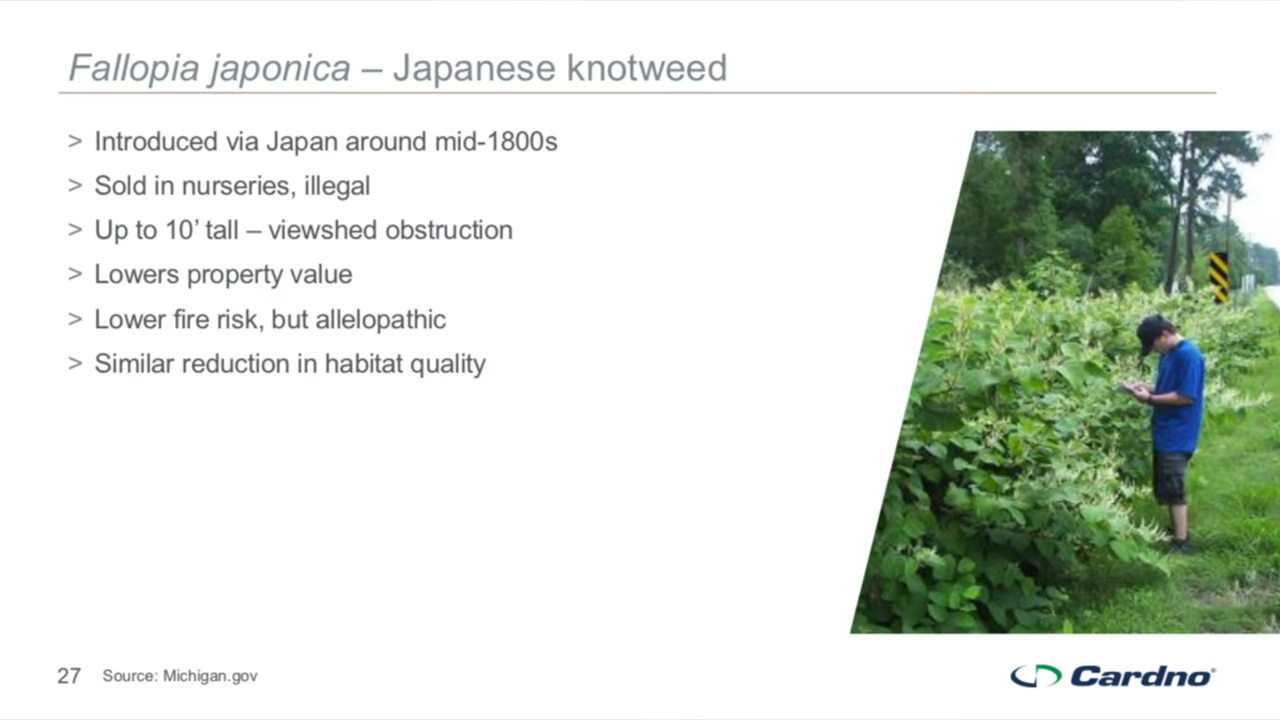 Fallopia japonica – Japanese knotweed
> Introduced via Japan around mid-1800s
> Sold in nurseries, illegal
> Up to 10’ tall – viewshed obstruction
> Lowers property value
> Lower fire risk, but allelopathic
> Similar reduction in habitat quality
27 Source: Michigan.gov
Cardno®